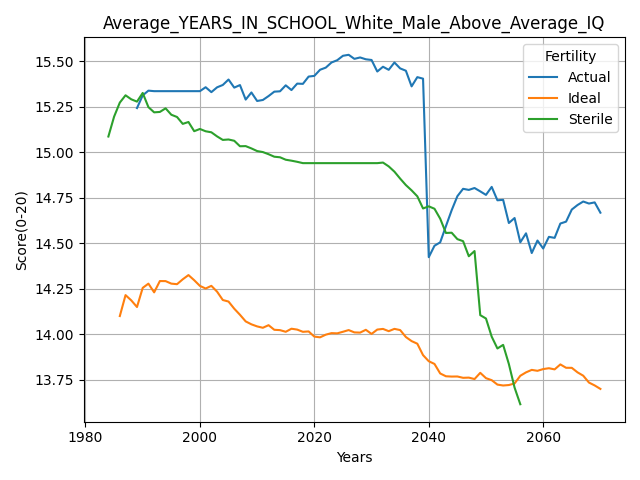 Average_YEARS_IN_SCHOOL_White_Male_Above_Average_IQ
Fertility
Actual
Ideal
Sterile
Score(0-20)
15.50
15.25
15.00
14.75
14.50
14.25
14.00
13.75
1980
2000
2020
2040
2060
Years